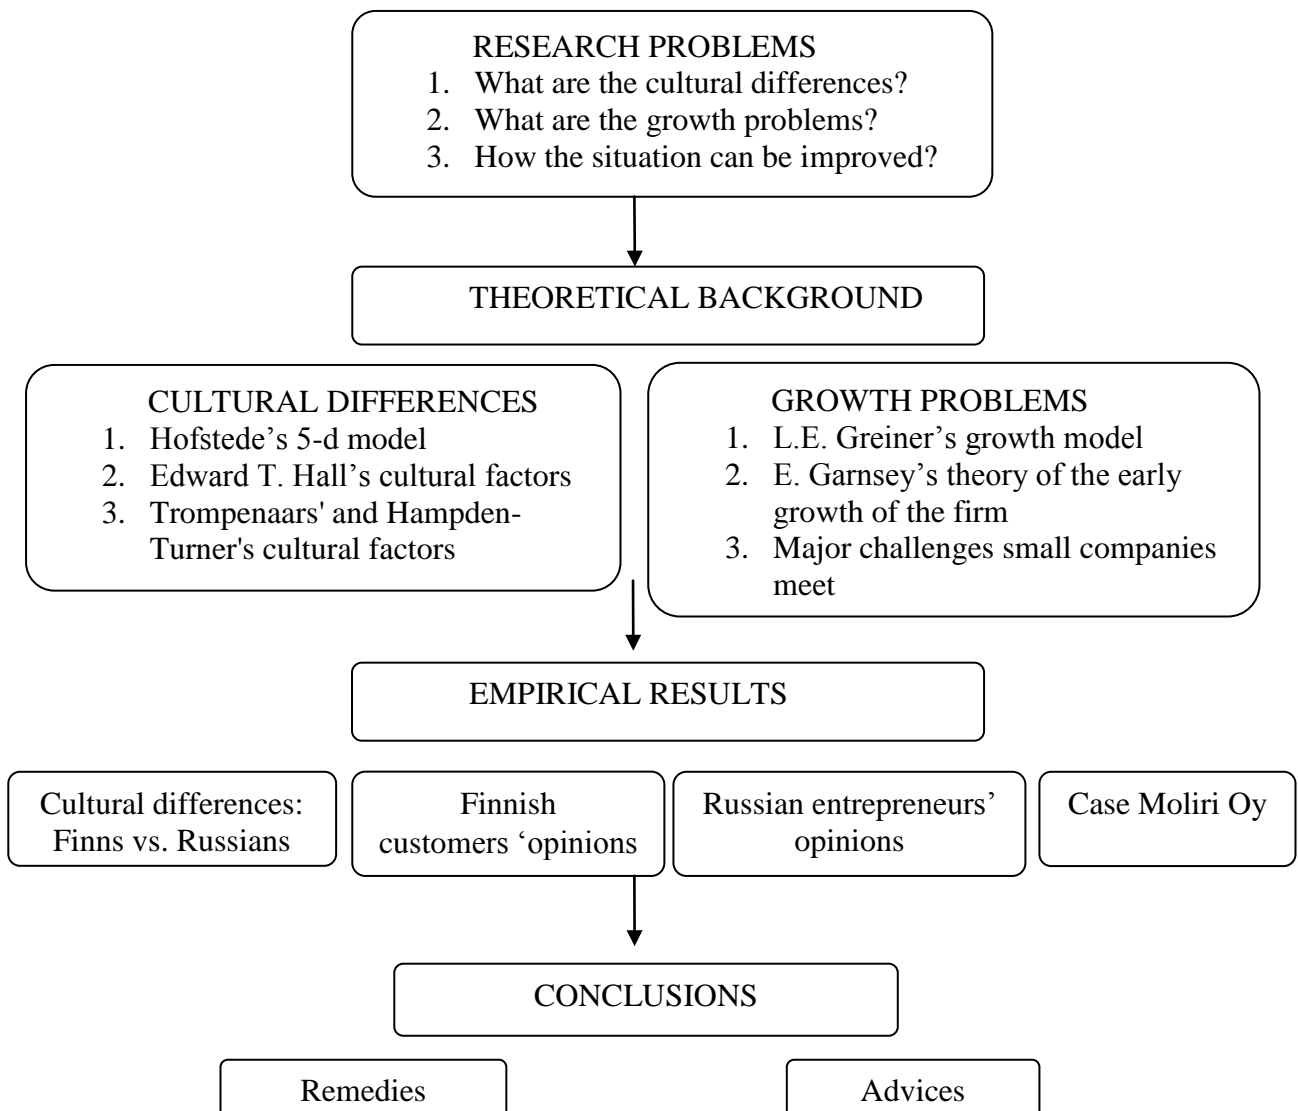 RESEARCH PROBLEMS
1. What are the cultural differences?
2. What are the growth problems?
3. How the situation can be improved?
THEORETICAL BACKGROUND
CULTURAL DIFFERENCES
1. Hofstede’s 5-d model
2. Edward T. Hall’s cultural factors
3. Trompenaars' and Hampden-
Turner's cultural factors
GROWTH PROBLEMS
1. L.E. Greiner’s growth model
2. E. Garnsey’s theory of the early
growth of the firm
3. Major challenges small companies
meet
EMPIRICAL RESULTS
Cultural differences:
Finns vs. Russians
Finnish
customers ‘opinions
Russian entrepreneurs’
opinions
Case Moliri Oy
CONCLUSIONS
Remedies
Advices